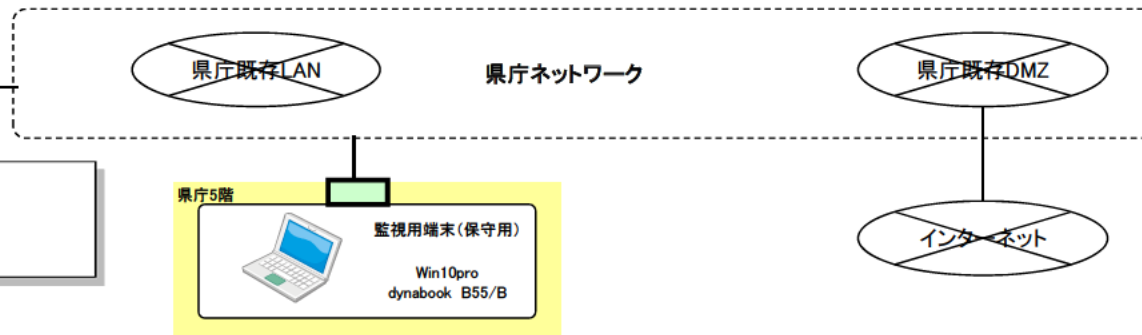 県庁既存LAN
県庁ネットワーク
県庁既存DMZ
県庁5階
監視用端末(保守用)
Win10pro
dynabook B55/B
インターネット